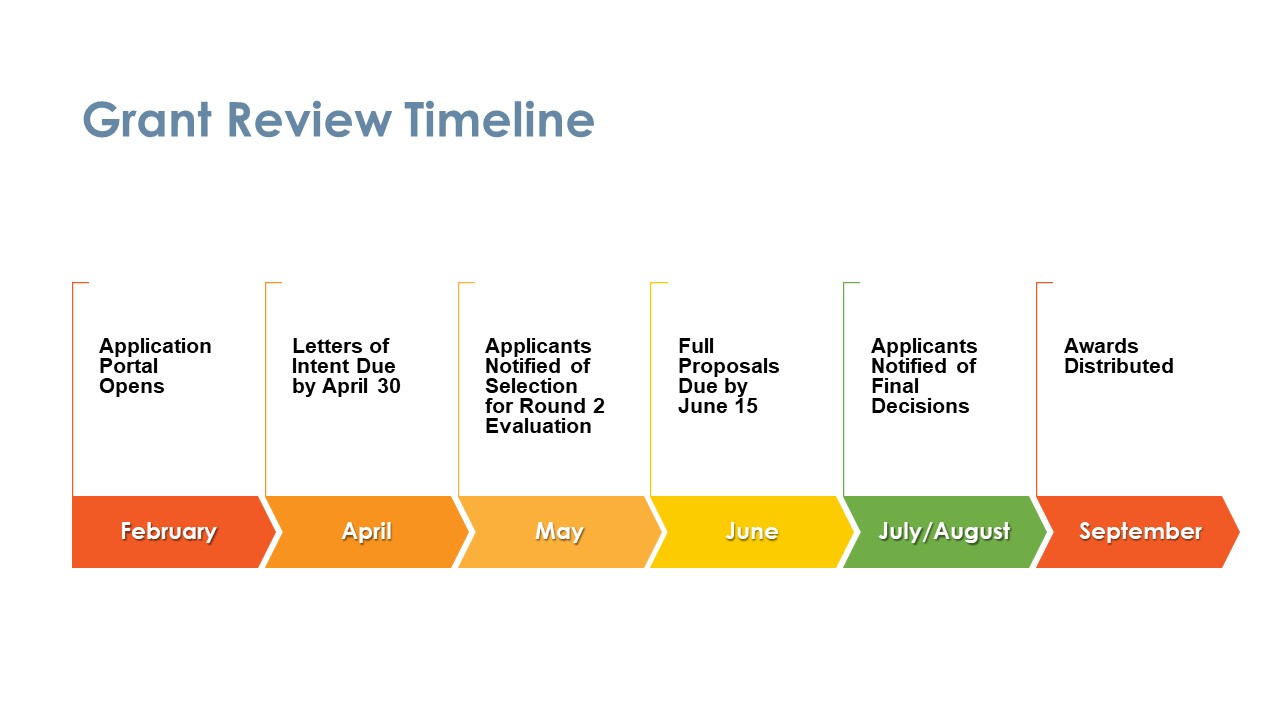 Grant Review Timeline
Application
Portal
Opens
Letters of
Intent Due
by April 30
Applicants
Notified of
Selection
for Round 2
Evaluation
Full
Proposals
Due by
June 15
Applicants
Notified of
Final
Decisions
Awards
Distributed
February
April
May
June
July/August
September